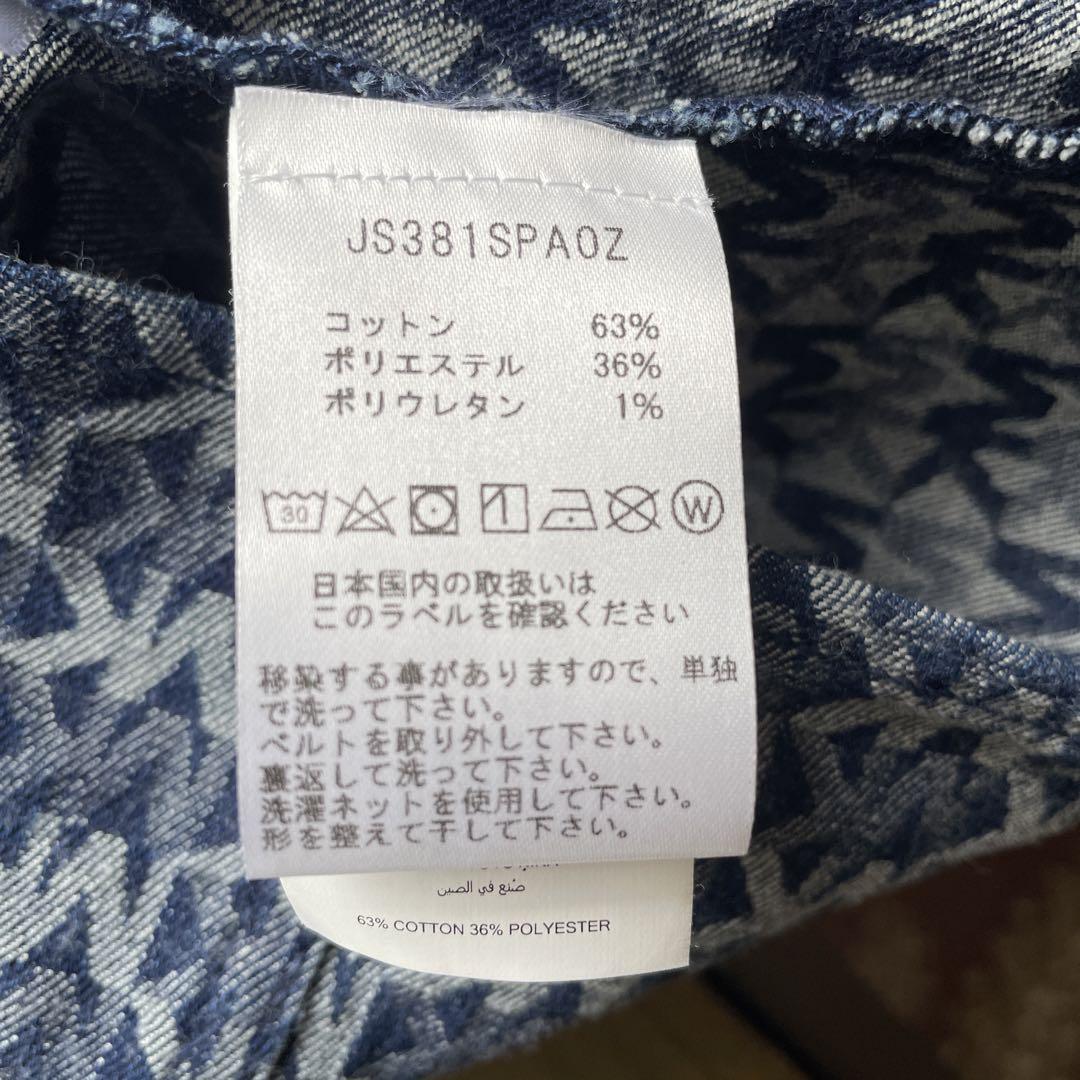 JS381SPA0Z
コットン 63%
ポリエステル 36%
ポリウレタン 1%
30 W
日本国内の取扱いは
このラベルを確認ください
移染する事がありますので、単独
で洗って下さい。
ベルトを取り外して下さい。
裏返して洗って下さい。
洗濯ネットを使用して下さい。
形を整えて干して下さい。
صنع في الصين
63% COTTON 36% POLYESTER